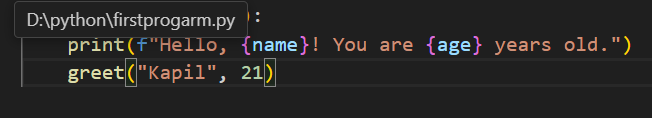 D:\python\firstprogarm.py ):
print(f"Hello, {name}! You are {age} years old.")
greet("Kapil", 21)